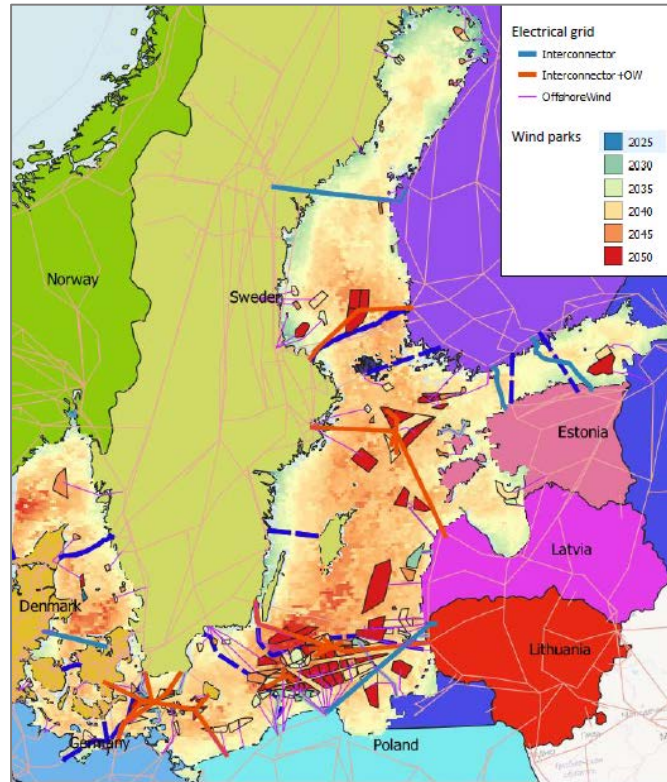 Electrical grid
Interconnector
Interconnector +OW
OffshoreWind
Wind parks
2025
2030
2035
2040
2045
2050
Norway
Sweden
Estonia
Latvia
Denmark
Lithuania
Germany
Poland